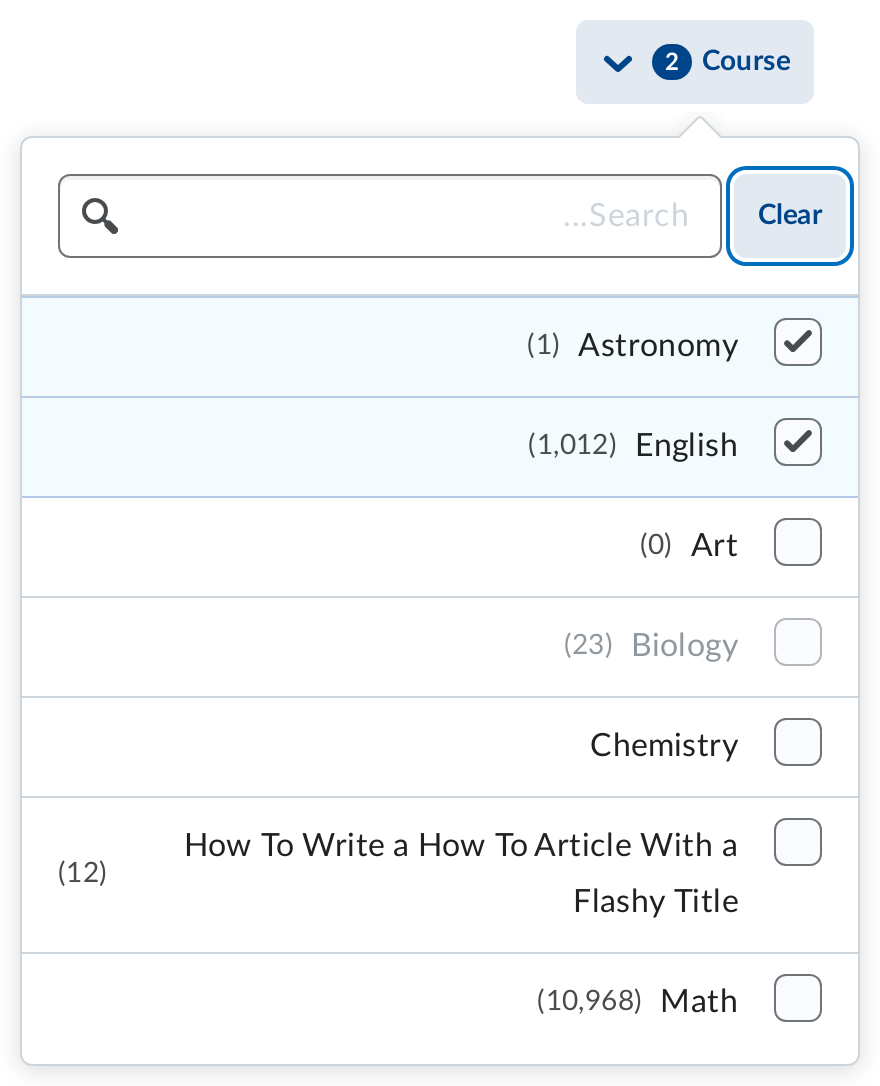 2 Course
...Search
Clear
Astronomy (1)
English (1,012)
Art (0)
Biology (23)
Chemistry
How To Write a How To Article With a
Flashy Title
(12)
Math (10,968)